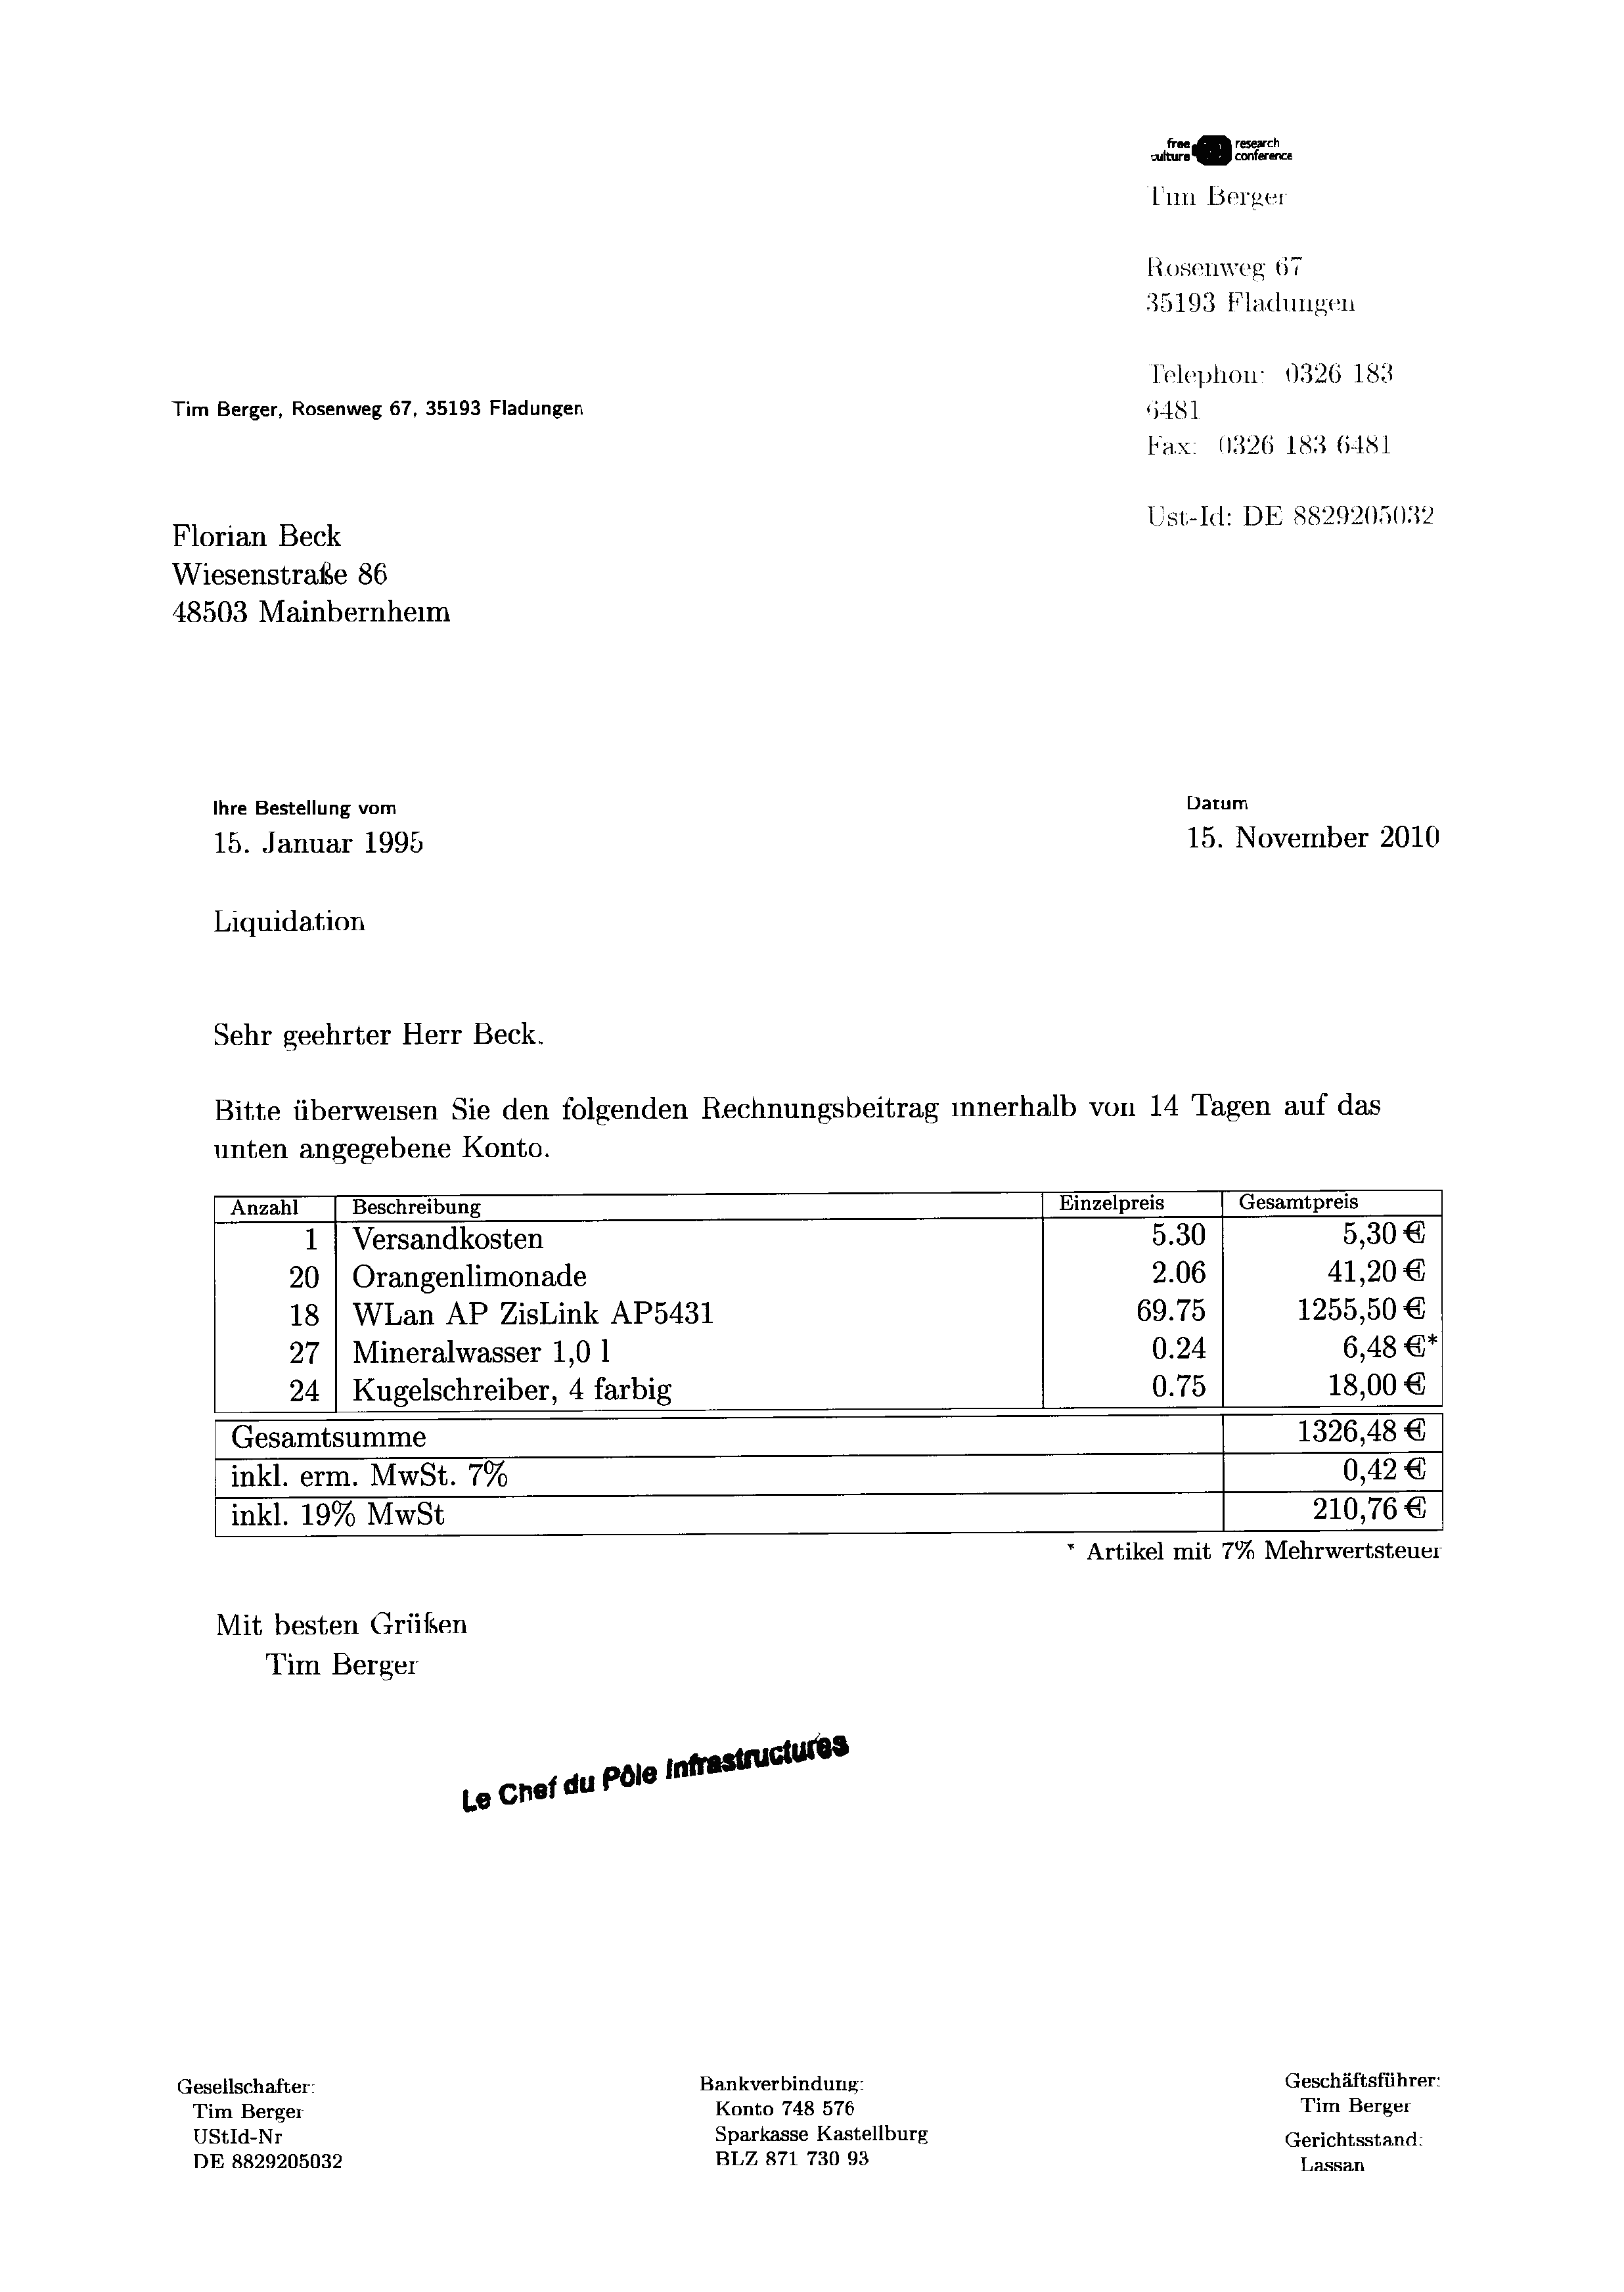 free research
culture conference
Tim Berger
Rosenweg 67
35193 Fladungen
Telephon: 0326 183
6481
Fax: 0326 183 6481
Ust-Id: DE 8829205032
Tim Berger, Rosenweg 67, 35193 Fladungen
Florian Beck
Wiesenstraße 86
48503 Mainbernheim
Ihre Bestellung vom
15. Januar 1995
Datum
15. November 2010
Liquidation
Sehr geehrter Herr Beck,
Bitte überweisen Sie den folgenden Rechnungsbeitrag innerhalb von 14 Tagen auf das
unten angegebene Konto.
Anzahl Beschreibung Einzelpreis Gesamtpreis
1 Versandkosten 5.30 5,30 €
20 Orangenlimonade 2.06 41,20 €
18 WLan AP ZisLink AP5431 69.75 1255,50 €
27 Mineralwasser 1,0 l 0.24 6,48 €*
24 Kugelschreiber, 4 farbig 0.75 18,00 €
Gesamtsumme 1326,48 €
inkl. erm. MwSt. 7% 0,42 €
inkl. 19% MwSt 210,76 €
* Artikel mit 7% Mehrwertsteuer
Mit besten Grüßen
Tim Berger
Le Chef du Pôle Infrastructures
Gesellschafter:
Tim Berger
UStId-Nr
DE 8829205032
Bankverbindung:
Konto 748 576
Sparkasse Kastellburg
BLZ 871 730 93
Geschäftsführer:
Tim Berger
Gerichtsstand:
Lassan